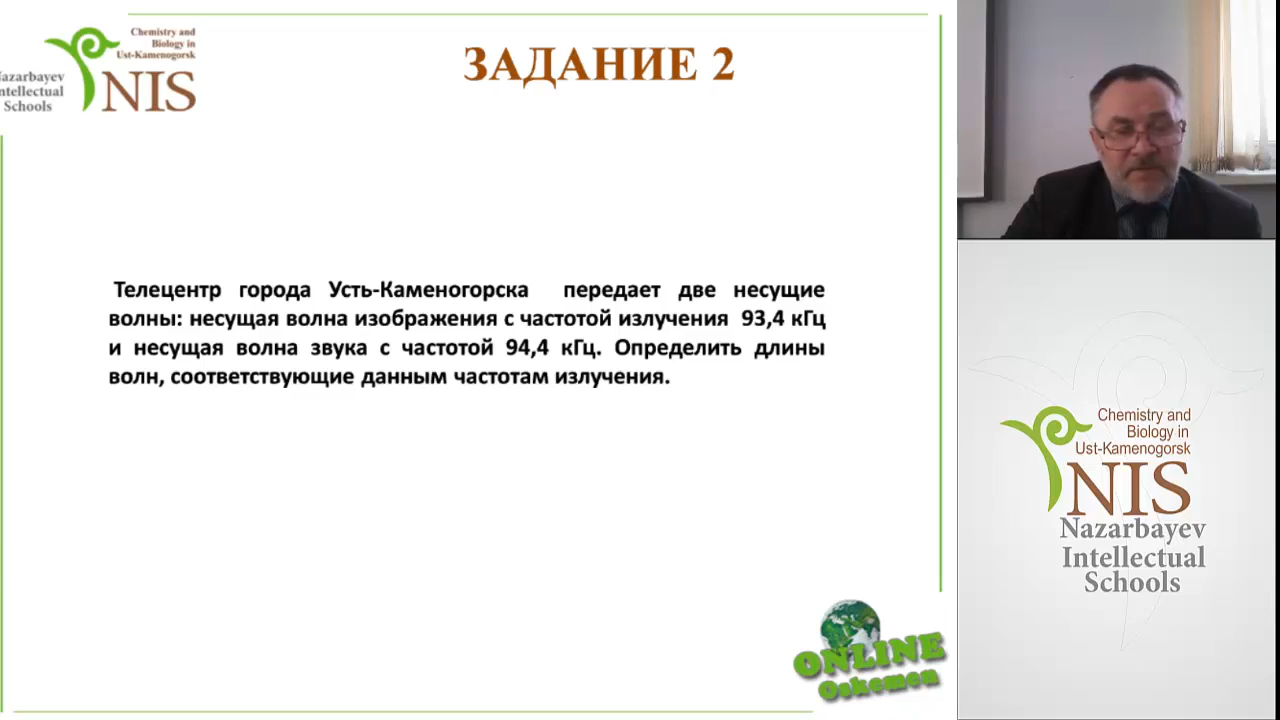 Chemistry and
Biology in
Ust-Kamenogorsk
NIS
Nazarbayev
Intellectual
Schools
ЗАДАНИЕ 2
Телецентр города Усть-Каменогорска передает две несущие
волны: несущая волна изображения с частотой излучения 93,4 кГц
и несущая волна звука с частотой 94,4 кГц. Определить длины
волн, соответствующие данным частотам излучения.
ONLINE
Oskemen
Chemistry and
Biology in
Ust-Kamenogorsk
NIS
Nazarbayev
Intellectual
Schools